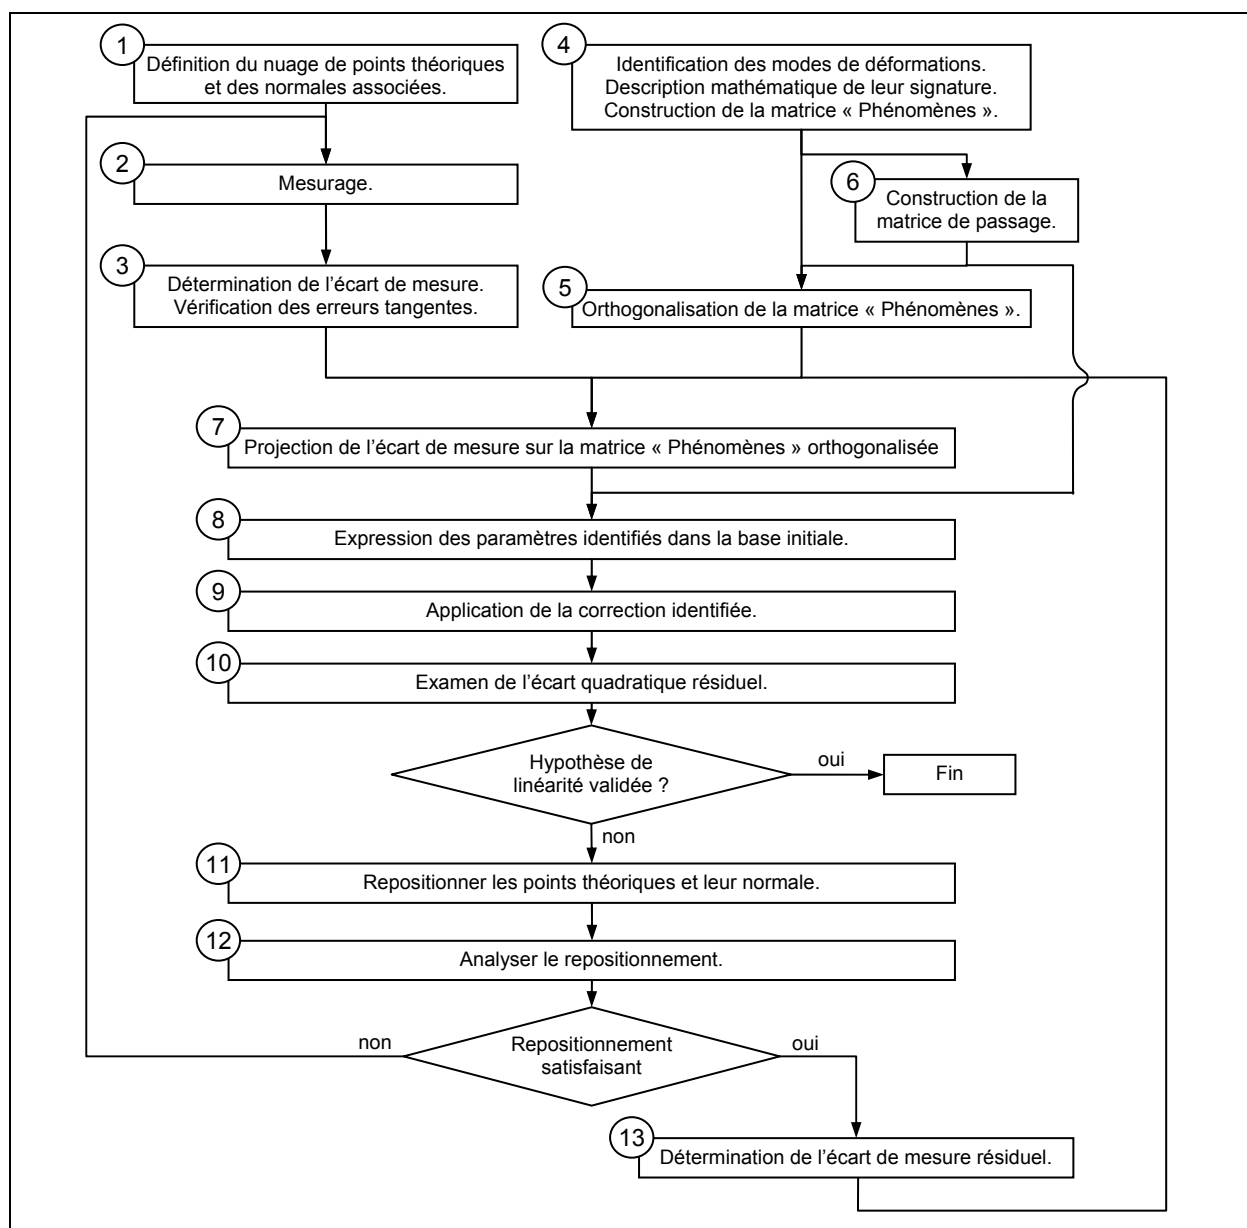 1
Définition du nuage de points théoriques
et des normales associées.
4
Identification des modes de déformations.
Description mathématique de leur signature.
Construction de la matrice « Phénomènes ».
2
Mesurage.
6
Construction de la
matrice de passage.
3
Détermination de l’écart de mesure.
Vérification des erreurs tangentes.
5
Orthogonalisation de la matrice « Phénomènes ».
7
Projection de l’écart de mesure sur la matrice « Phénomènes » orthogonalisée
8
Expression des paramètres identifiés dans la base initiale.
9
Application de la correction identifiée.
10
Examen de l’écart quadratique résiduel.
Hypothèse de
linéarité validée ?
oui
Fin
non
11
Repositionner les points théoriques et leur normale.
12
Analyser le repositionnement.
non
Repositionnement
satisfaisant
oui
13
Détermination de l’écart de mesure résiduel.